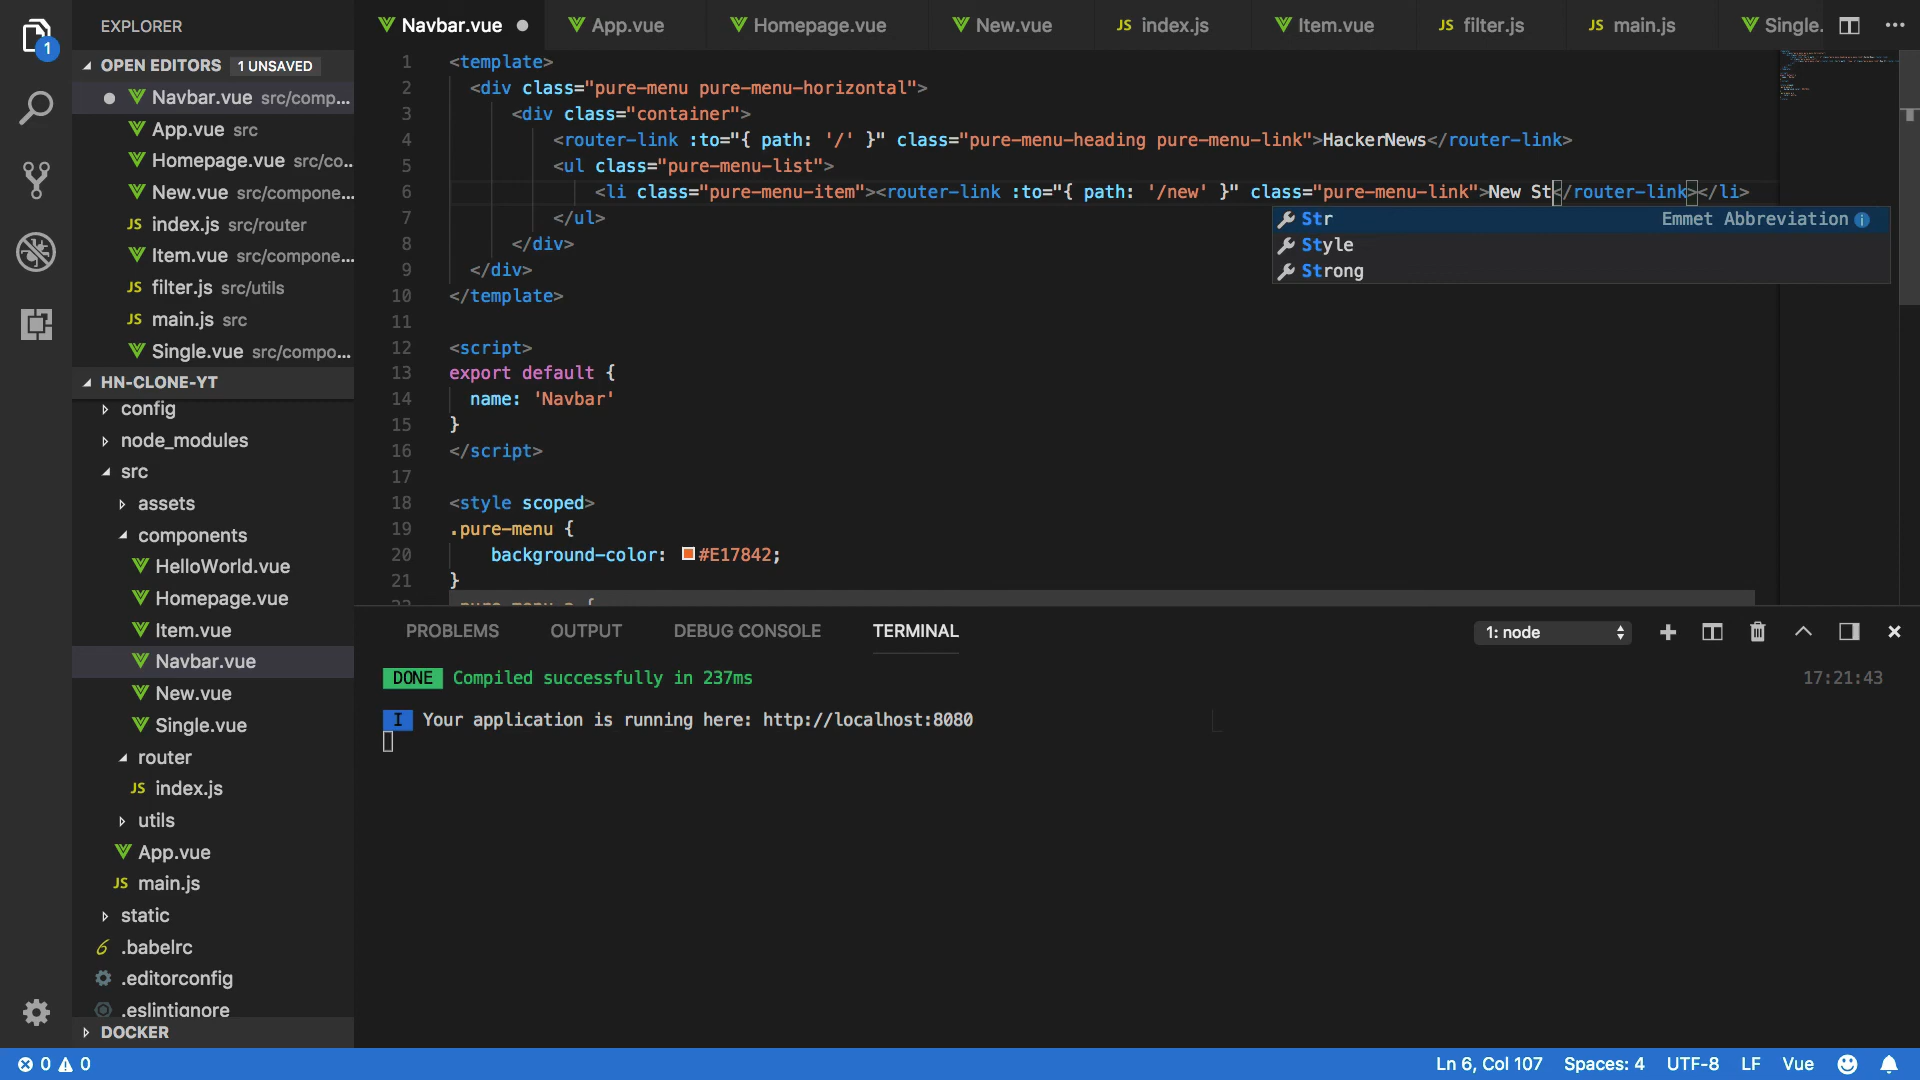 EXPLORER
OPEN EDITORS 1 UNSAVED
Navbar.vue src/comp...
App.vue src
Homepage.vue src/co...
New.vue src/compone...
JS index.js src/router
Item.vue src/compone...
JS filter.js src/utils
JS main.js src
Single.vue src/compo...
HN-CLONE-YT
config
node_modules
src
assets
components
HelloWorld.vue
Homepage.vue
Item.vue
Navbar.vue
New.vue
Single.vue
router
JS index.js
utils
App.vue
JS main.js
static
.babelrc
.editorconfig
.eslintignore
DOCKER
1
Navbar.vue App.vue Homepage.vue New.vue JS index.js Item.vue JS filter.js JS main.js Single.
1 <template>
2 <div class="pure-menu pure-menu-horizontal">
3 <div class="container">
4 <router-link :to="{ path: '/' }" class="pure-menu-heading pure-menu-link">HackerNews</router-link>
5 <ul class="pure-menu-list">
6 <li class="pure-menu-item"><router-link :to="{ path: '/new' }" class="pure-menu-link">New St</router-link></li>
7 </ul>
8 </div>
9 </div>
10 </template>
11
12 <script>
13 export default {
14 name: 'Navbar'
15 }
16 </script>
17
18 <style scoped>
19 .pure-menu {
20 background-color: #E17842;
21 }
Str Emmet Abbreviation
Style
Strong
PROBLEMS OUTPUT DEBUG CONSOLE TERMINAL 1: node
DONE Compiled successfully in 237ms 17:21:43
I Your application is running here: http://localhost:8080
0 0 Ln 6, Col 107 Spaces: 4 UTF-8 LF Vue